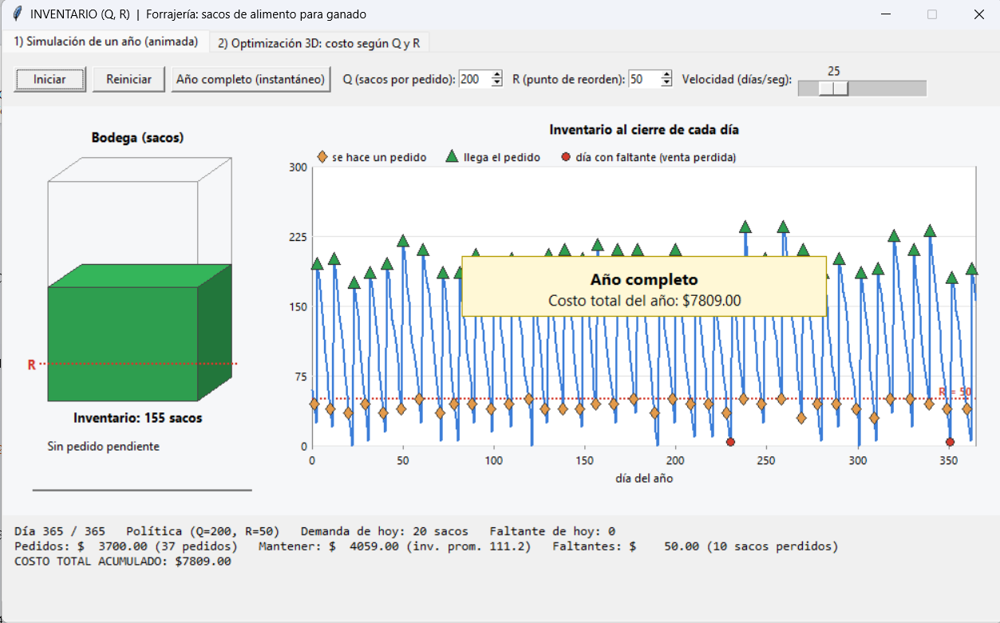 INVENTARIO (Q, R) | Forrajería: sacos de alimento para ganado
1) Simulación de un año (animada)
2) Optimización 3D: costo según Q y R
Iniciar
Reiniciar
Año completo (instantáneo)
Q (sacos por pedido): 200
R (punto de reorden): 50
Velocidad (días/seg):
25
Bodega (sacos)
R
Inventario: 155 sacos
Sin pedido pendiente
Inventario al cierre de cada día
se hace un pedido
llega el pedido
día con faltante (venta perdida)
300
225
150
75
0
R = 50
Año completo
Costo total del año: $7809.00
0 50 100 150 200 250 300 350
día del año
Día 365 / 365 Política (Q=200, R=50) Demanda de hoy: 20 sacos Faltante de hoy: 0
Pedidos: $ 3700.00 (37 pedidos) Mantener: $ 4059.00 (inv. prom. 111.2) Faltantes: $ 50.00 (10 sacos perdidos)
COSTO TOTAL ACUMULADO: $7809.00